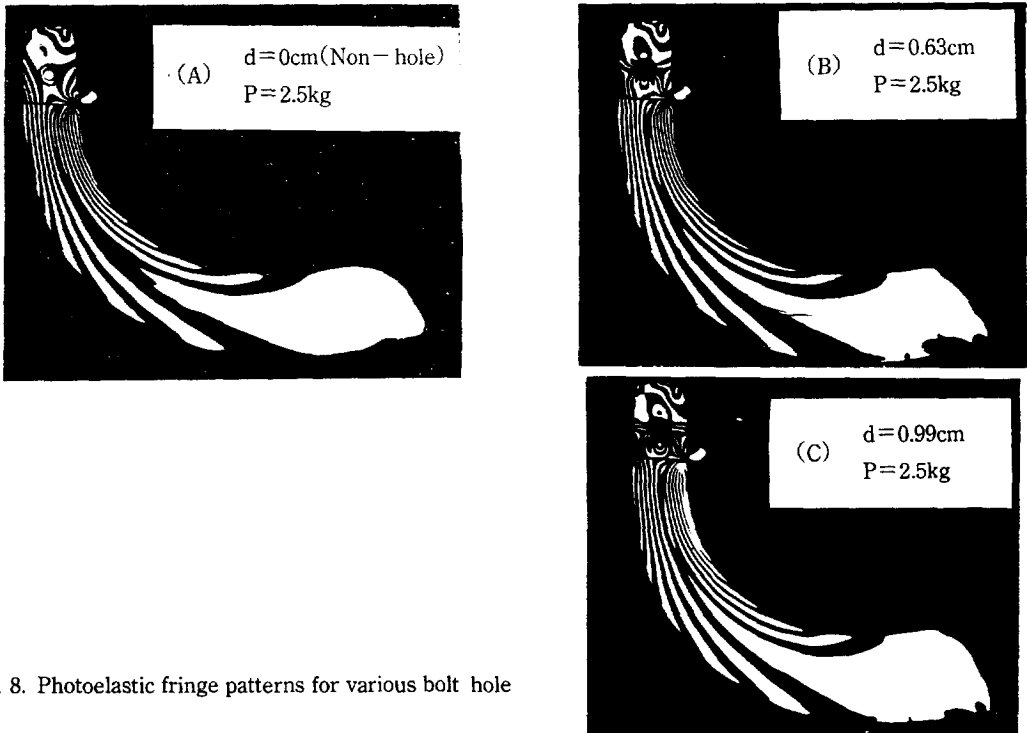 (A) d=0cm(Non-hole)
P=2.5kg
(B) d=0.63cm
P=2.5kg
(C) d=0.99cm
P=2.5kg
8. Photoelastic fringe patterns for various bolt hole